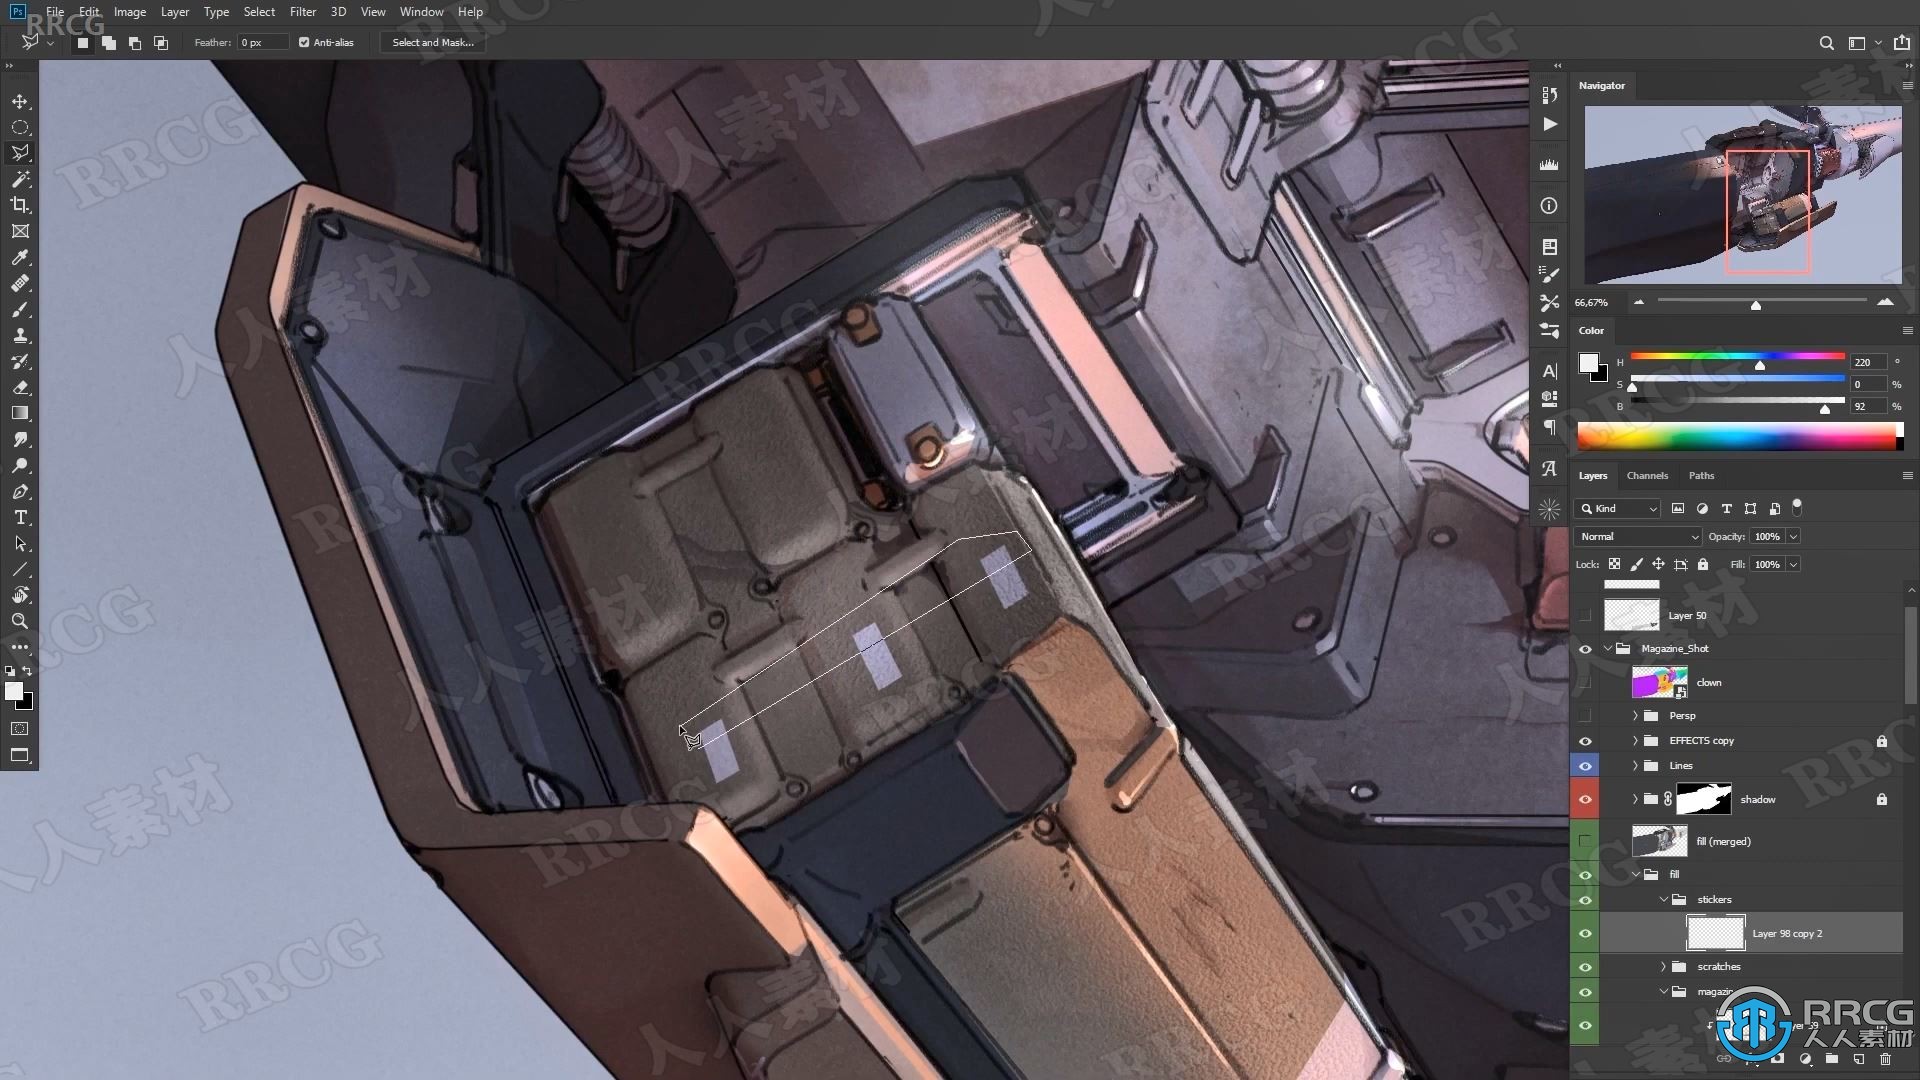 Ps File Edit Image Layer Type Select Filter 3D View Window Help
RRCG
Feather: 0 px Anti-alias Select and Mask...
Navigator
66,67%
Color
H 220 °
S 0 %
B 92 %
Layers Channels Paths
Kind
Normal Opacity: 100%
Lock: Fill: 100%
Layer 50
Magazine_Shot
clown
Persp
EFFECTS copy
Lines
shadow
fill (merged)
fill
stickers
Layer 98 copy 2
scratches
RRCG
人人素材